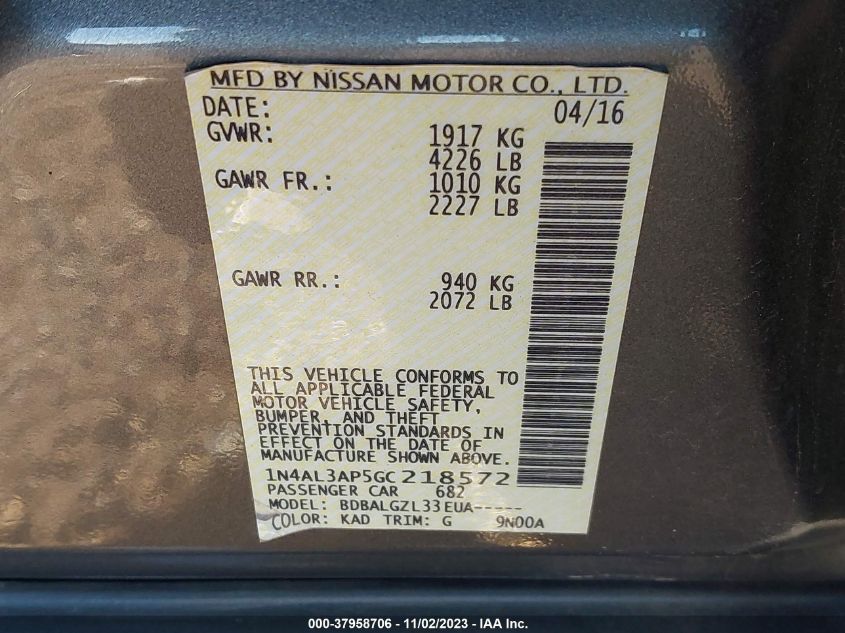 MFD BY NISSAN MOTOR CO., LTD.
DATE: 04/16
GVWR: 1917 KG
4226 LB
GAWR FR.: 1010 KG
2227 LB
GAWR RR.: 940 KG
2072 LB
THIS VEHICLE CONFORMS TO
ALL APPLICABLE FEDERAL
MOTOR VEHICLE SAFETY,
BUMPER, AND THEFT
PREVENTION STANDARDS IN
EFFECT ON THE DATE OF
MANUFACTURE SHOWN ABOVE.
1N4AL3AP5GC218572
PASSENGER CAR 682
MODEL: BDBALGZL33EUA-----
COLOR: KAD TRIM: G 9N00A
000-37958706 - 11/02/2023 - IAA Inc.